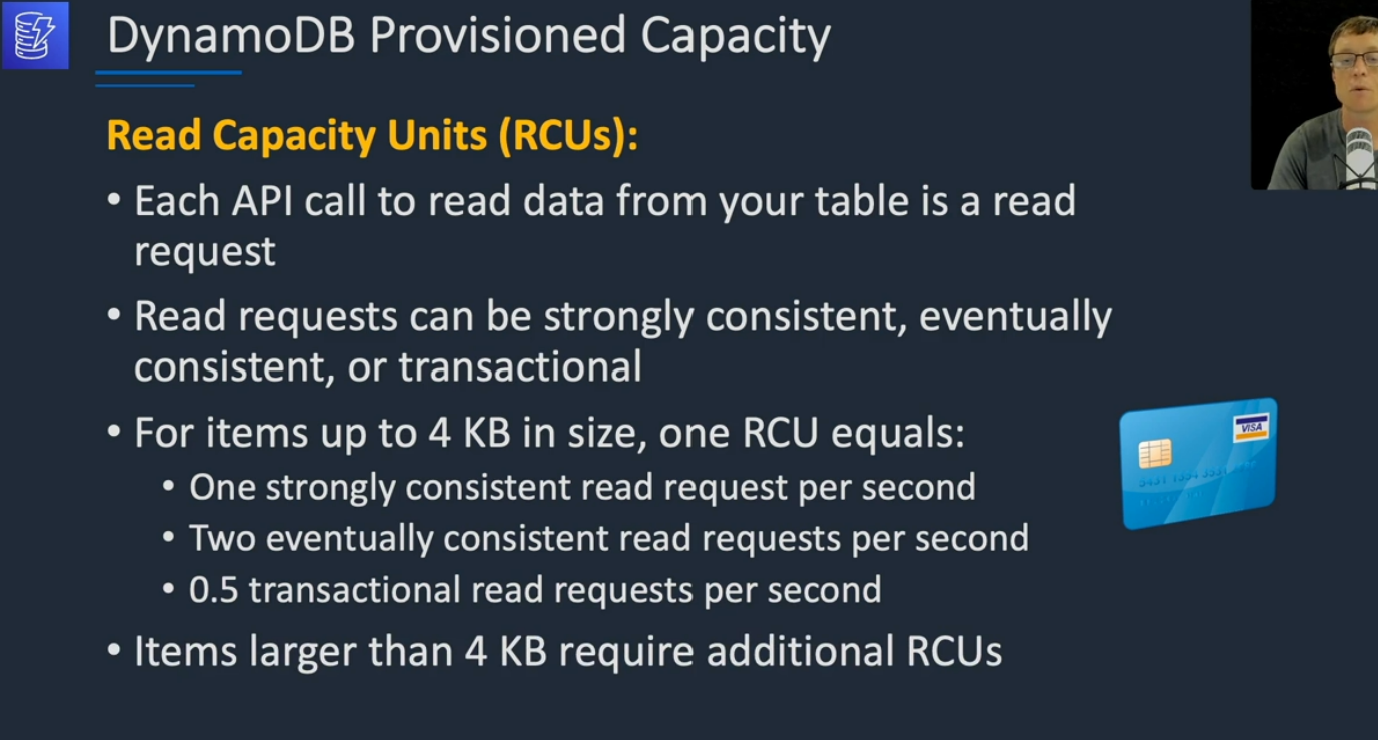 DynamoDB Provisioned Capacity
Read Capacity Units (RCUs):
• Each API call to read data from your table is a read
request
• Read requests can be strongly consistent, eventually
consistent, or transactional
• For items up to 4 KB in size, one RCU equals:
• One strongly consistent read request per second
• Two eventually consistent read requests per second
• 0.5 transactional read requests per second
• Items larger than 4 KB require additional RCUs
VISA